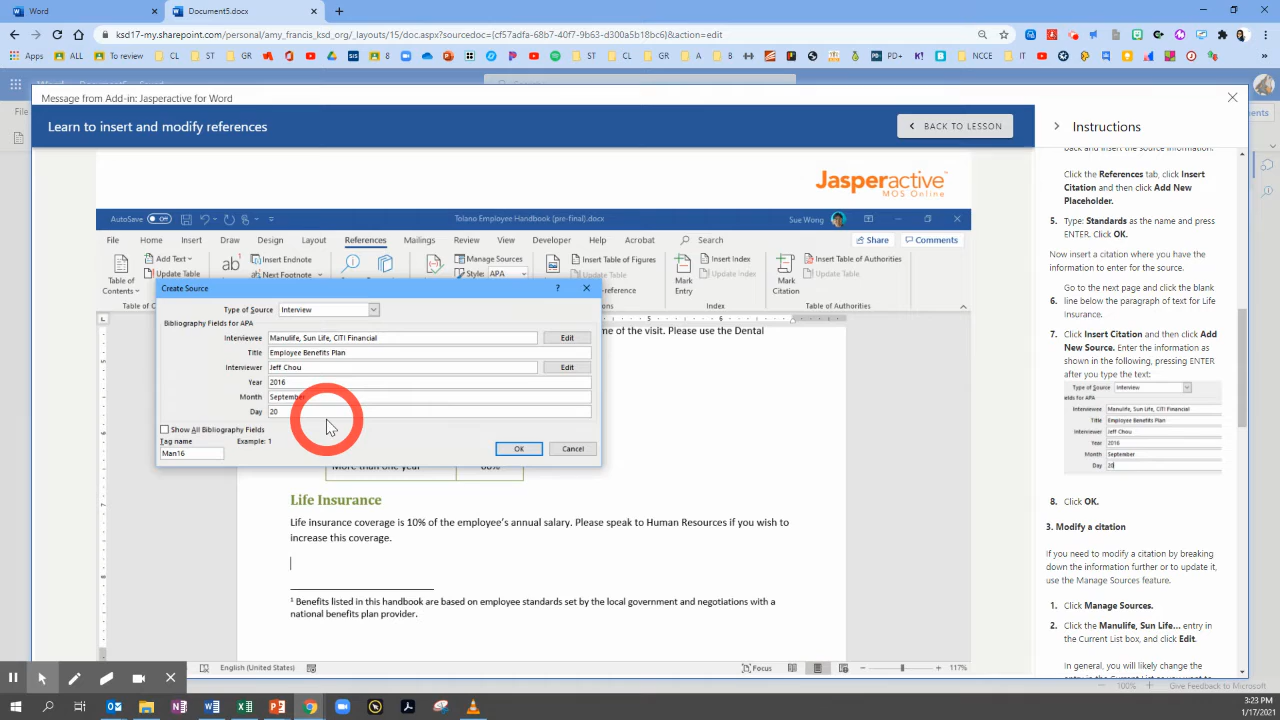 Word
Document.docx
ksd17-my.sharepoint.com/personal/amy_francis_ksd_org/_layouts/15/doc.aspx?sourcedoc={cf57adfa-68b7-40f7-9b63-d300a5b18bc6}&action=edit
Apps ALL ST GR GIS 8 ST CL GR A B PD+ NCCE IT
Message from Add-in: Jasperactive for Word
Learn to insert and modify references
BACK TO LESSON
Instructions
Jasperactive
MOS Online
AutoSave Off
Tolano Employee Handbook (pre-final).docx
Sue Wong
File Home Insert Draw Design Layout References Mailings Review View Developer Help Acrobat Search
Share Comments
Table of Contents
Add Text
Update Table
ab
Insert Endnote
Next Footnote
Manage Sources
Style: APA
Insert Table of Figures
Update Table
Mark Entry
Insert Index
Update Index
Mark Citation
Insert Table of Authorities
Update Table
Index
Table of Authorities
Create Source
Type of Source Interview
Bibliography Fields for APA
Interviewee Manulife, Sun Life, CITI Financial Edit
Title Employee Benefits Plan
Interviewer Jeff Chou Edit
Year 2016
Month September
Day 20
Show All Bibliography Fields
Tag name
Example: 1
Man16
OK Cancel
me of the visit. Please use the Dental
More than one year 80%
Life Insurance
Life insurance coverage is 10% of the employee's annual salary. Please speak to Human Resources if you wish to
increase this coverage.
1 Benefits listed in this handbook are based on employee standards set by the local government and negotiations with a
national benefits plan provider.
English (United States)
Focus
117%
back and insert the source information.
Click the References tab, click Insert
Citation and then click Add New
Placeholder.
5. Type: Standards as the name and press
ENTER. Click OK.
Now insert a citation where you have the
information to enter for the source.
Go to the next page and click the blank
6. line below the paragraph of text for Life
Insurance.
7. Click Insert Citation and then click Add
New Source. Enter the information as
shown in the following, pressing ENTER
after you type the text:
Type of Source Interview
Fields for APA
Interviewee Manulife, Sun Life, CITI Financial
Title Employee Benefits Plan
Interviewer Jeff Chou
Year 2016
Month September
Day 20
8. Click OK.
3. Modify a citation
If you need to modify a citation by breaking
down the information further or to update it,
use the Manage Sources feature.
1. Click Manage Sources.
2. Click the Manulife, Sun Life... entry in
the Current List box, and click Edit.
In general, you will likely change the
100%
Give Feedback to Microsoft
3:23 PM
1/17/2021